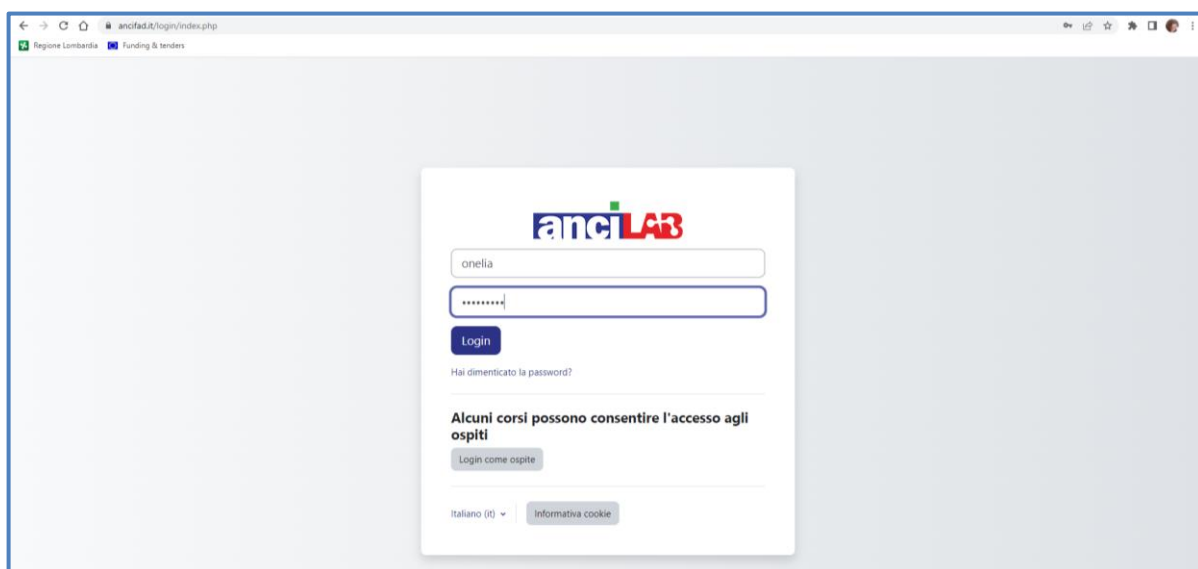 ancifad.it/login/index.php
Regione Lombardia Funding & tenders
anciLAB
onelia
•••••••••
Login
Hai dimenticato la password?
Alcuni corsi possono consentire l'accesso agli
ospiti
Login come ospite
Italiano (it) Informativa cookie